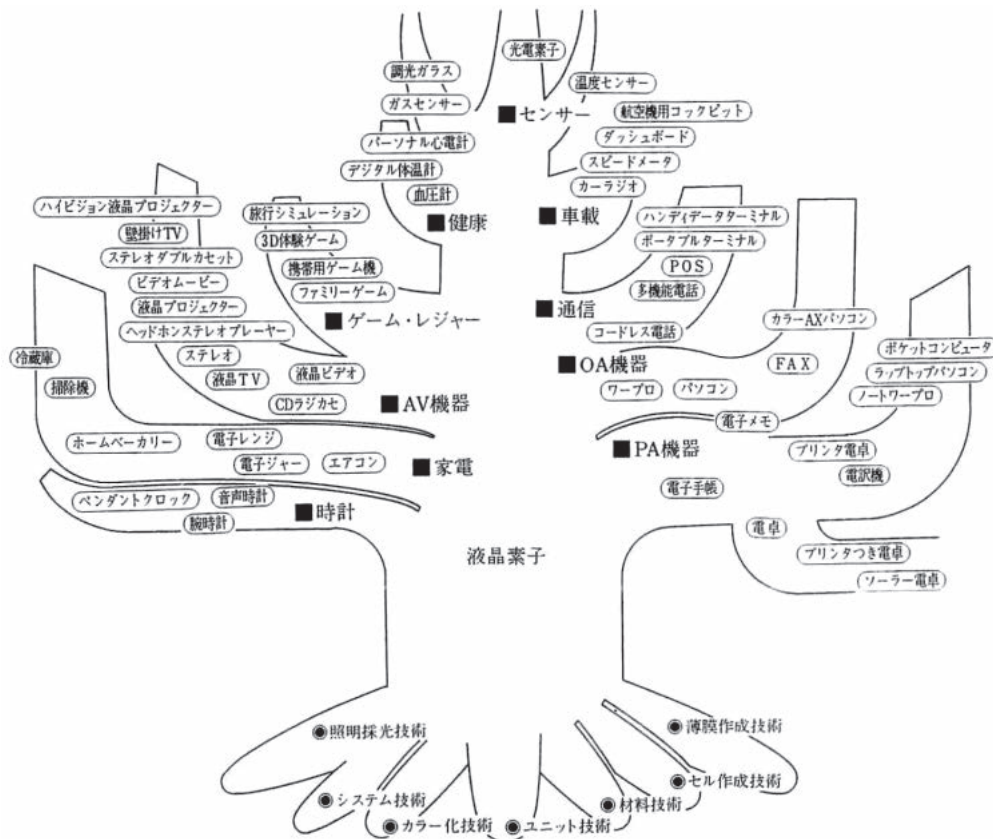 光電素子
調光ガラス
温度センサー
ガスセンサー
■センサー
航空機用コックピット
パーソナル心電計
ダッシュボード
デジタル体温計
スピードメータ
血圧計
カーラジオ
■健康
■車載
ハイビジョン液晶プロジェクター
旅行シミュレーション
ハンディデータターミナル
壁掛けTV
3D体験ゲーム
ポータブルターミナル
ステレオダブルカセット
携帯用ゲーム機
POS
ビデオムービー
ファミリーゲーム
多機能電話
液晶プロジェクター
■ゲーム・レジャー
■通信
ヘッドホンステレオプレーヤー
コードレス電話
カラーAXパソコン
冷蔵庫
ステレオ
■OA機器
FAX
ポケットコンピュータ
掃除機
液晶TV
液晶ビデオ
ワープロ
パソコン
ラップトップパソコン
CDラジカセ
■AV機器
ノートワープロ
電子メモ
ホームベーカリー
電子レンジ
■PA機器
プリンタ電卓
電子ジャー
エアコン
■家電
電訳機
ペンダントクロック
音声時計
■時計
電子手帳
腕時計
電卓
液晶素子
プリンタつき電卓
ソーラー電卓
◉照明採光技術
◉薄膜作成技術
◉システム技術
◉セル作成技術
◉カラー化技術
◉ユニット技術
◉材料技術